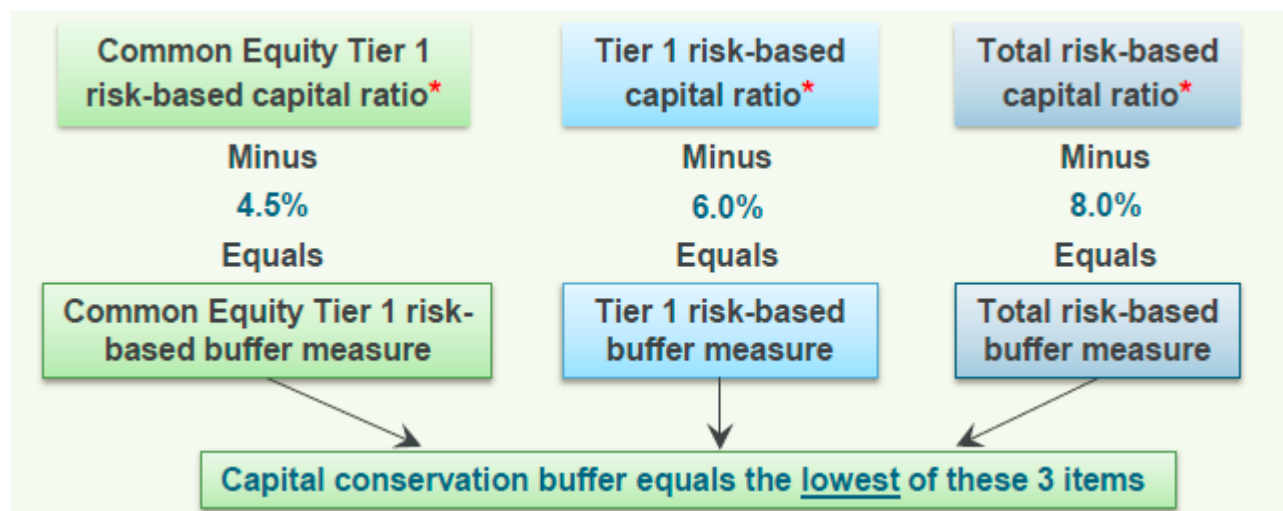 Common Equity Tier 1
risk-based capital ratio*
Minus
4.5%
Equals
Common Equity Tier 1 risk-
based buffer measure
Tier 1 risk-based
capital ratio*
Minus
6.0%
Equals
Tier 1 risk-based
buffer measure
Total risk-based
capital ratio*
Minus
8.0%
Equals
Total risk-based
buffer measure
Capital conservation buffer equals the lowest of these 3 items